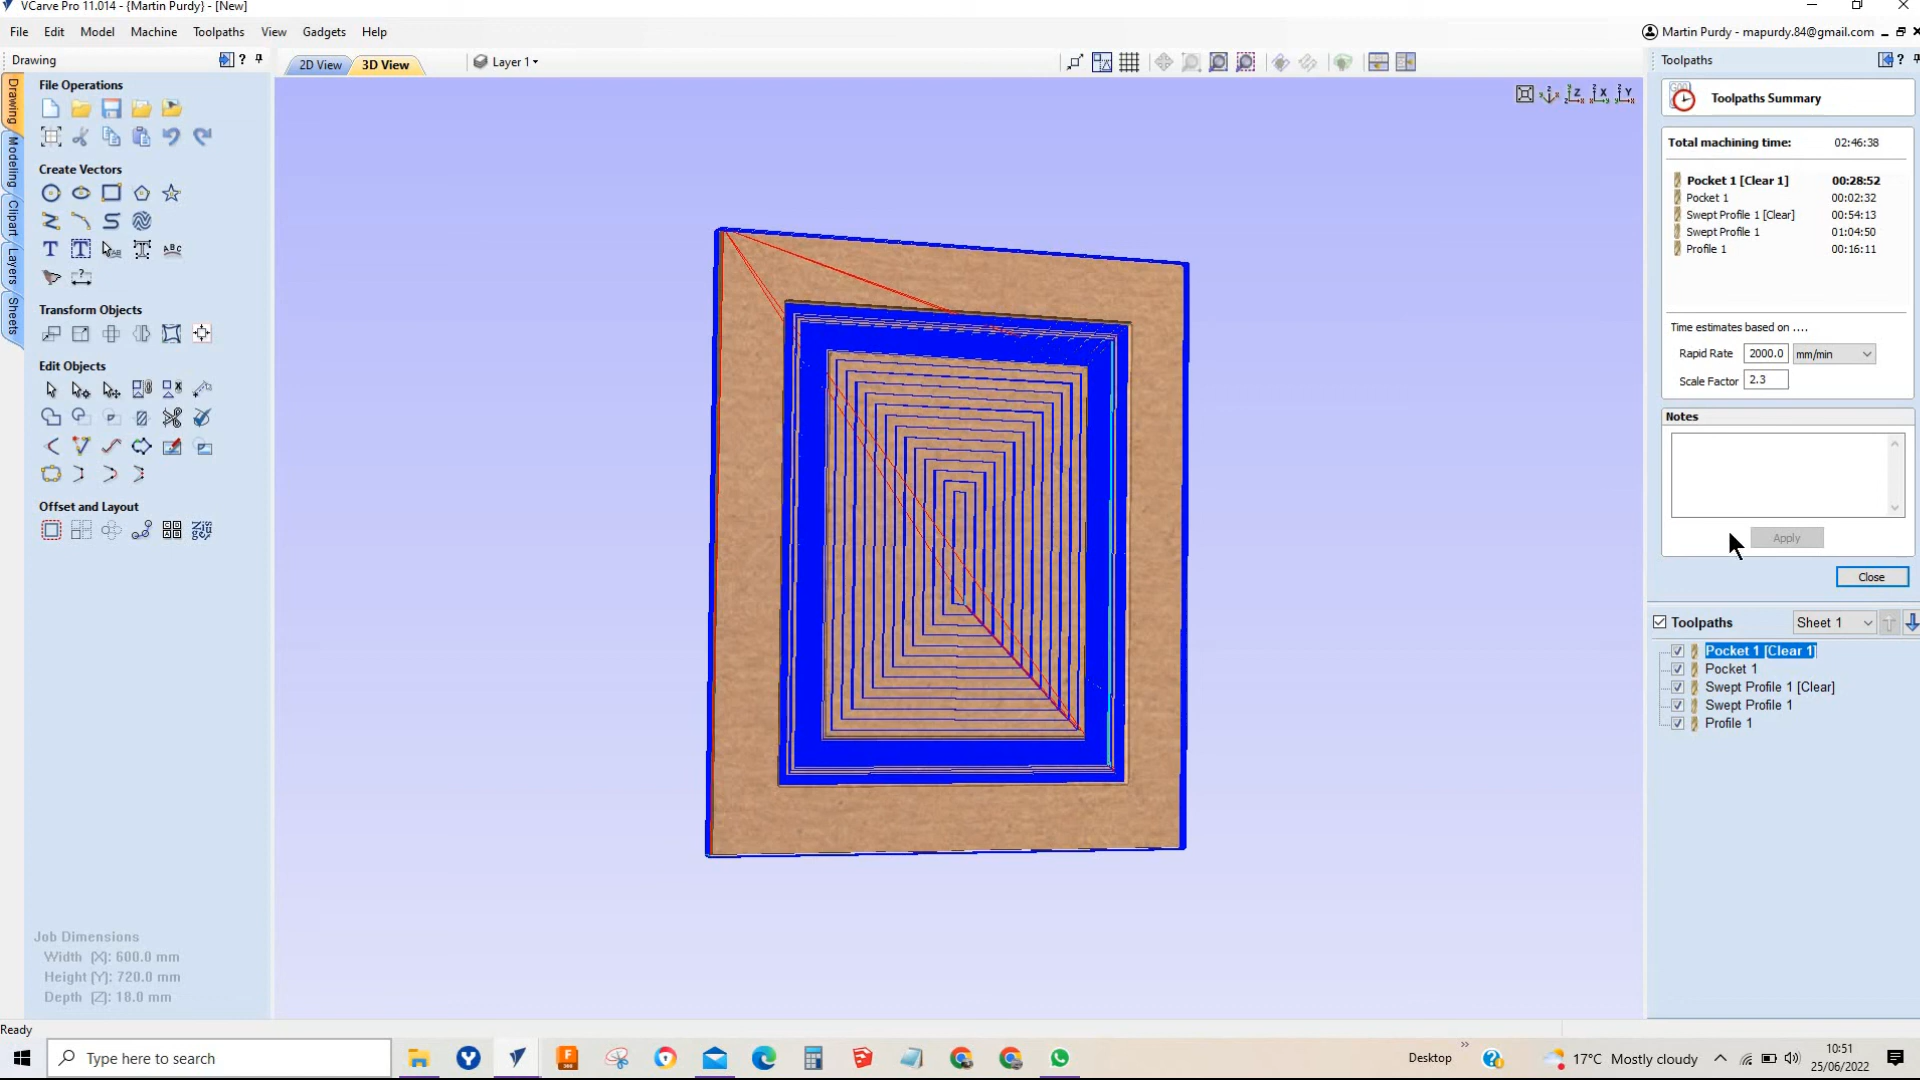 VCarve Pro 11.014 - {Martin Purdy} - [New]
File Edit Model Machine Toolpaths View Gadgets Help
Martin Purdy - mapurdy.84@gmail.com
Drawing
2D View
3D View
Layer 1
Toolpaths
Drawing
Modeling
Clipart
Layers
Sheets
File Operations
Create Vectors
Transform Objects
Edit Objects
Offset and Layout
Job Dimensions
Width (X): 600.0 mm
Height (Y): 720.0 mm
Depth (Z): 18.0 mm
Toolpaths Summary
Total machining time: 02:46:38
Pocket 1 [Clear 1] 00:28:52
Pocket 1 00:02:32
Swept Profile 1 [Clear] 00:54:13
Swept Profile 1 01:04:50
Profile 1 00:16:11
Time estimates based on ....
Rapid Rate 2000.0 mm/min
Scale Factor 2.3
Notes
Apply
Close
Toolpaths Sheet 1
Pocket 1 [Clear 1]
Pocket 1
Swept Profile 1 [Clear]
Swept Profile 1
Profile 1
Ready
Type here to search
Desktop
17°C Mostly cloudy
10:51
25/06/2022